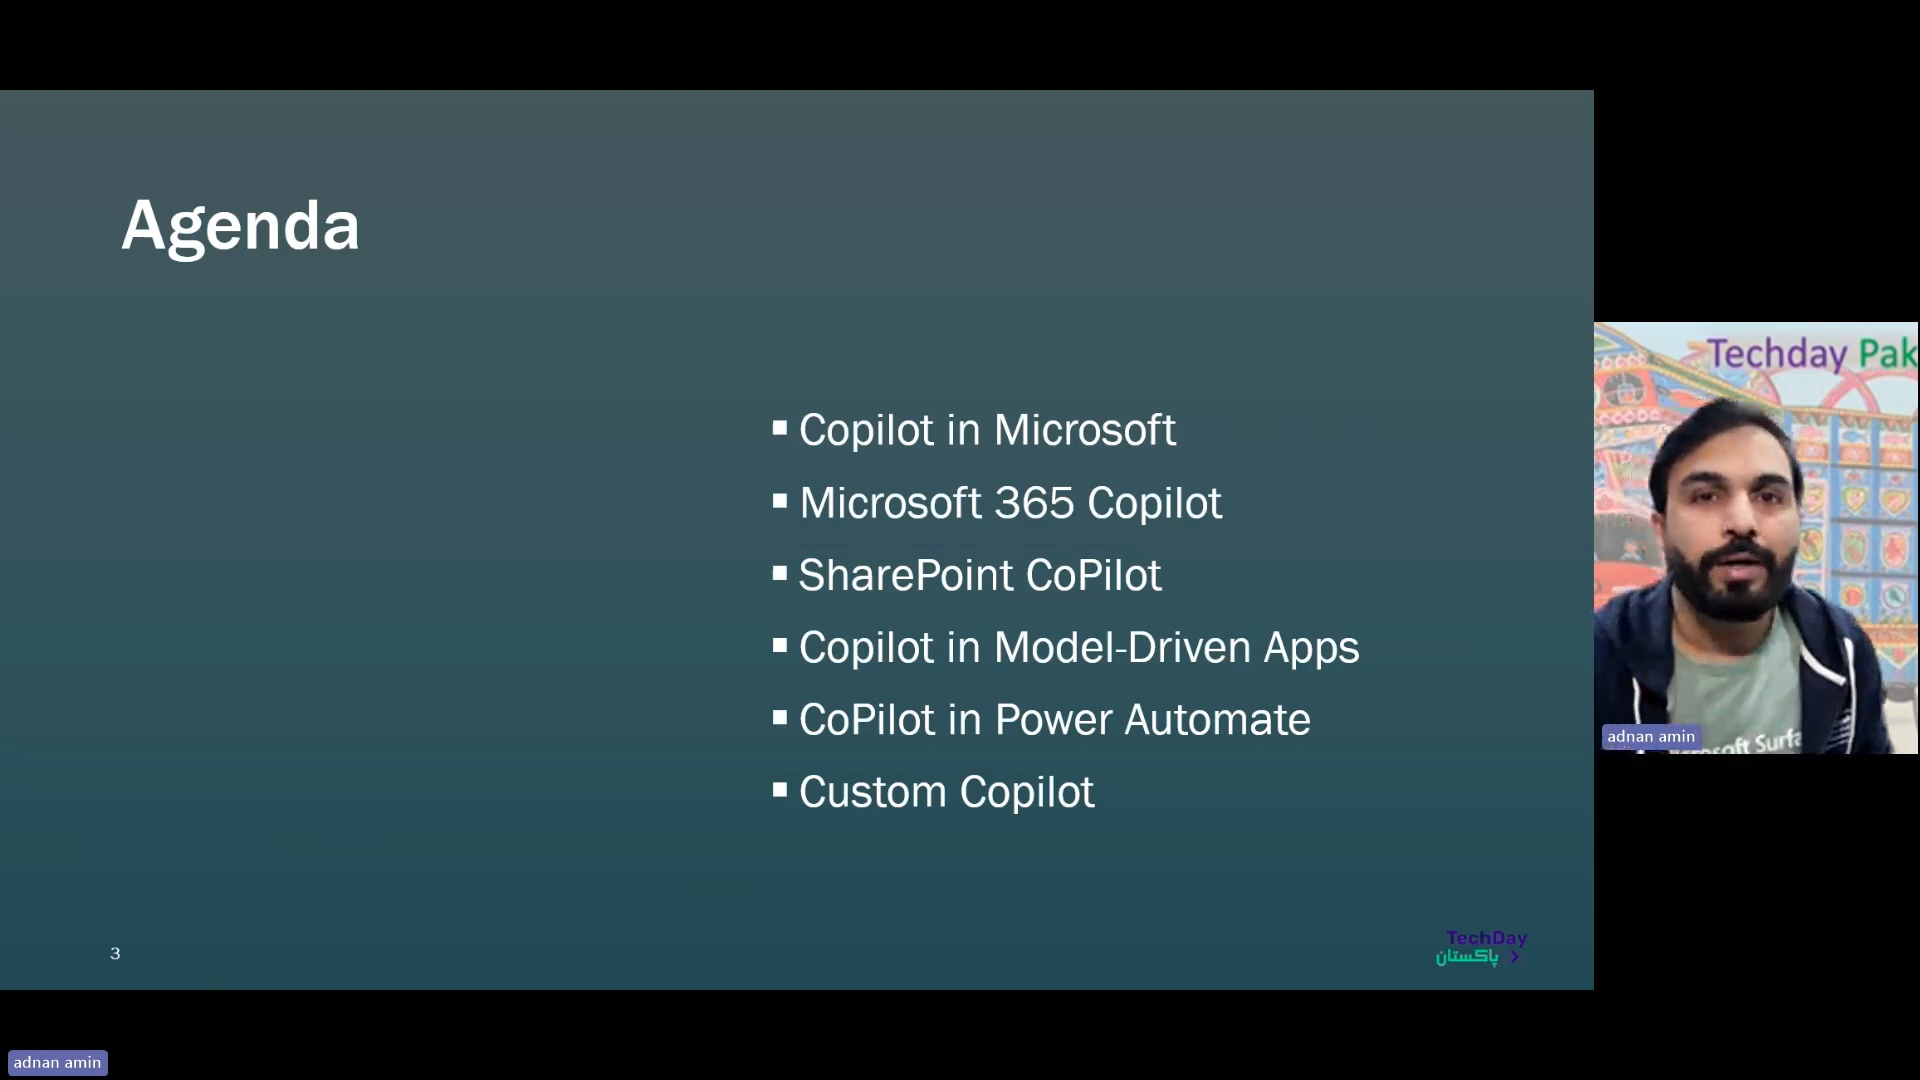 Agenda
▪ Copilot in Microsoft
▪ Microsoft 365 Copilot
▪ SharePoint CoPilot
▪ Copilot in Model-Driven Apps
▪ CoPilot in Power Automate
▪ Custom Copilot
3
TechDay
پاکستان
Techday Pak
adnan amin
adnan amin